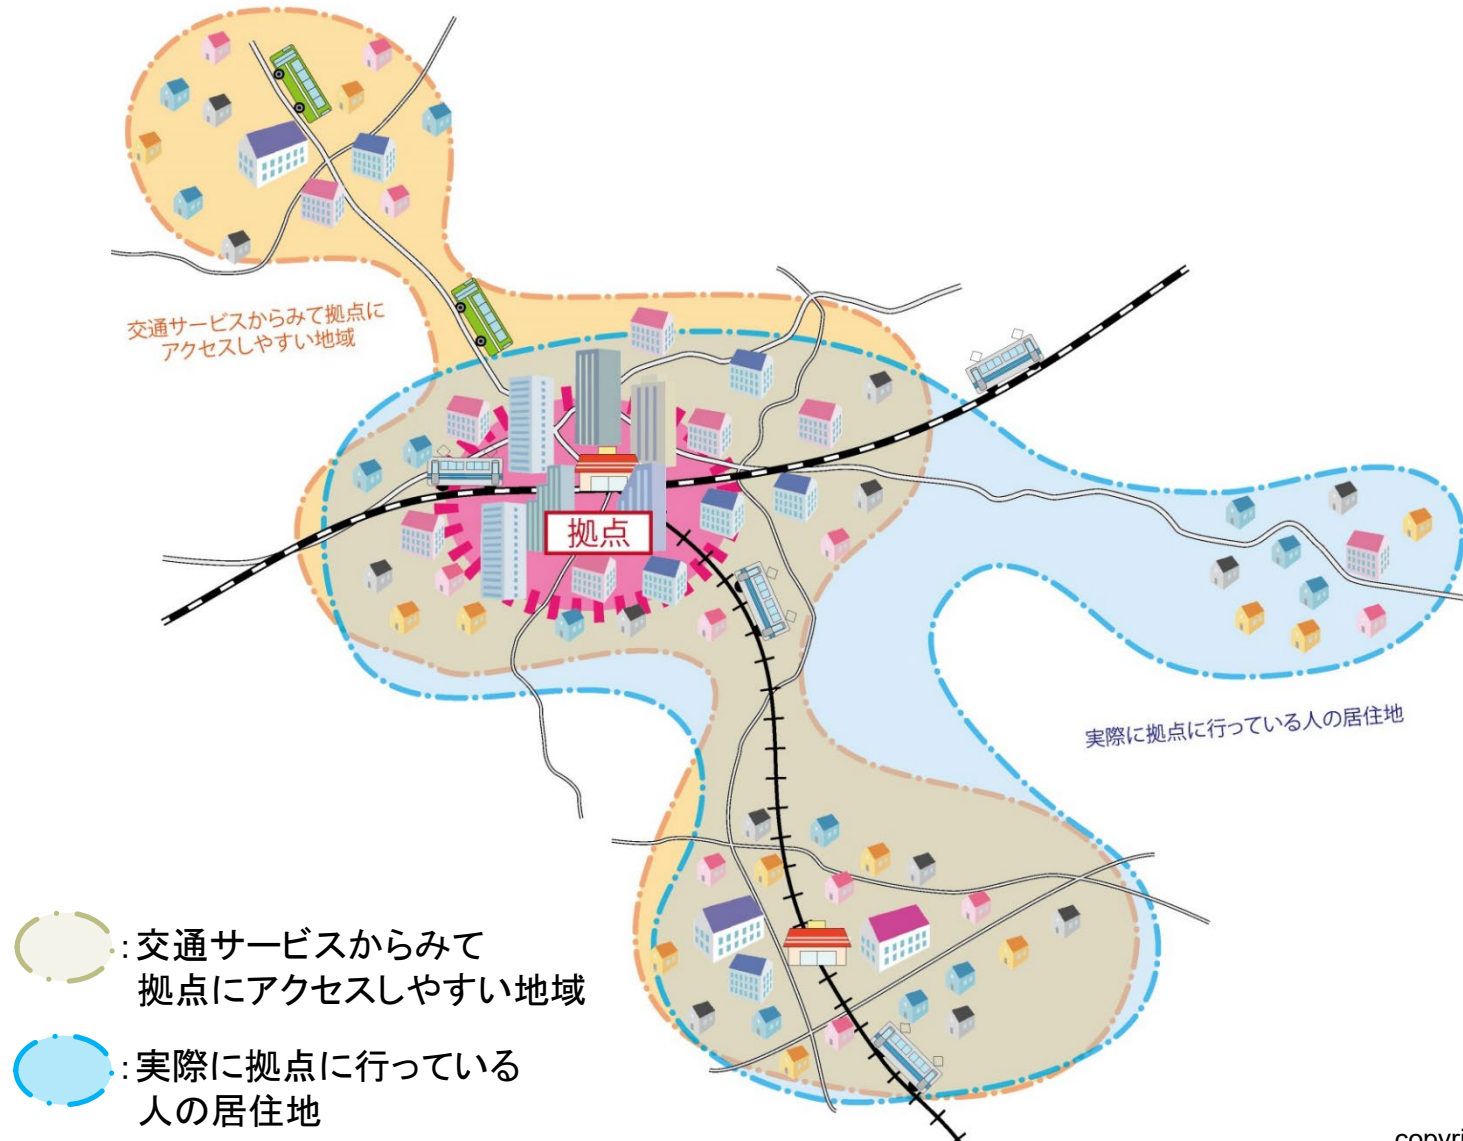 交通サービスからみて拠点に
アクセスしやすい地域
拠点
実際に拠点に行っている人の居住地
：交通サービスからみて
拠点にアクセスしやすい地域
：実際に拠点に行っている
人の居住地
copyri